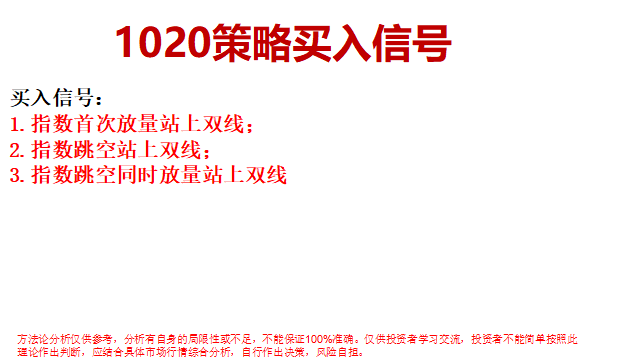 1020策略买入信号
买入信号：
1. 指数首次放量站上双线；
2. 指数跳空站上双线；
3. 指数跳空同时放量站上双线
方法论分析仅供参考，分析有自身的局限性或不足，不能保证100%准确。仅供投资者学习交流，投资者不能简单按照此
理论作出判断，应结合具体市场行情综合分析，自行作出决策，风险自担。